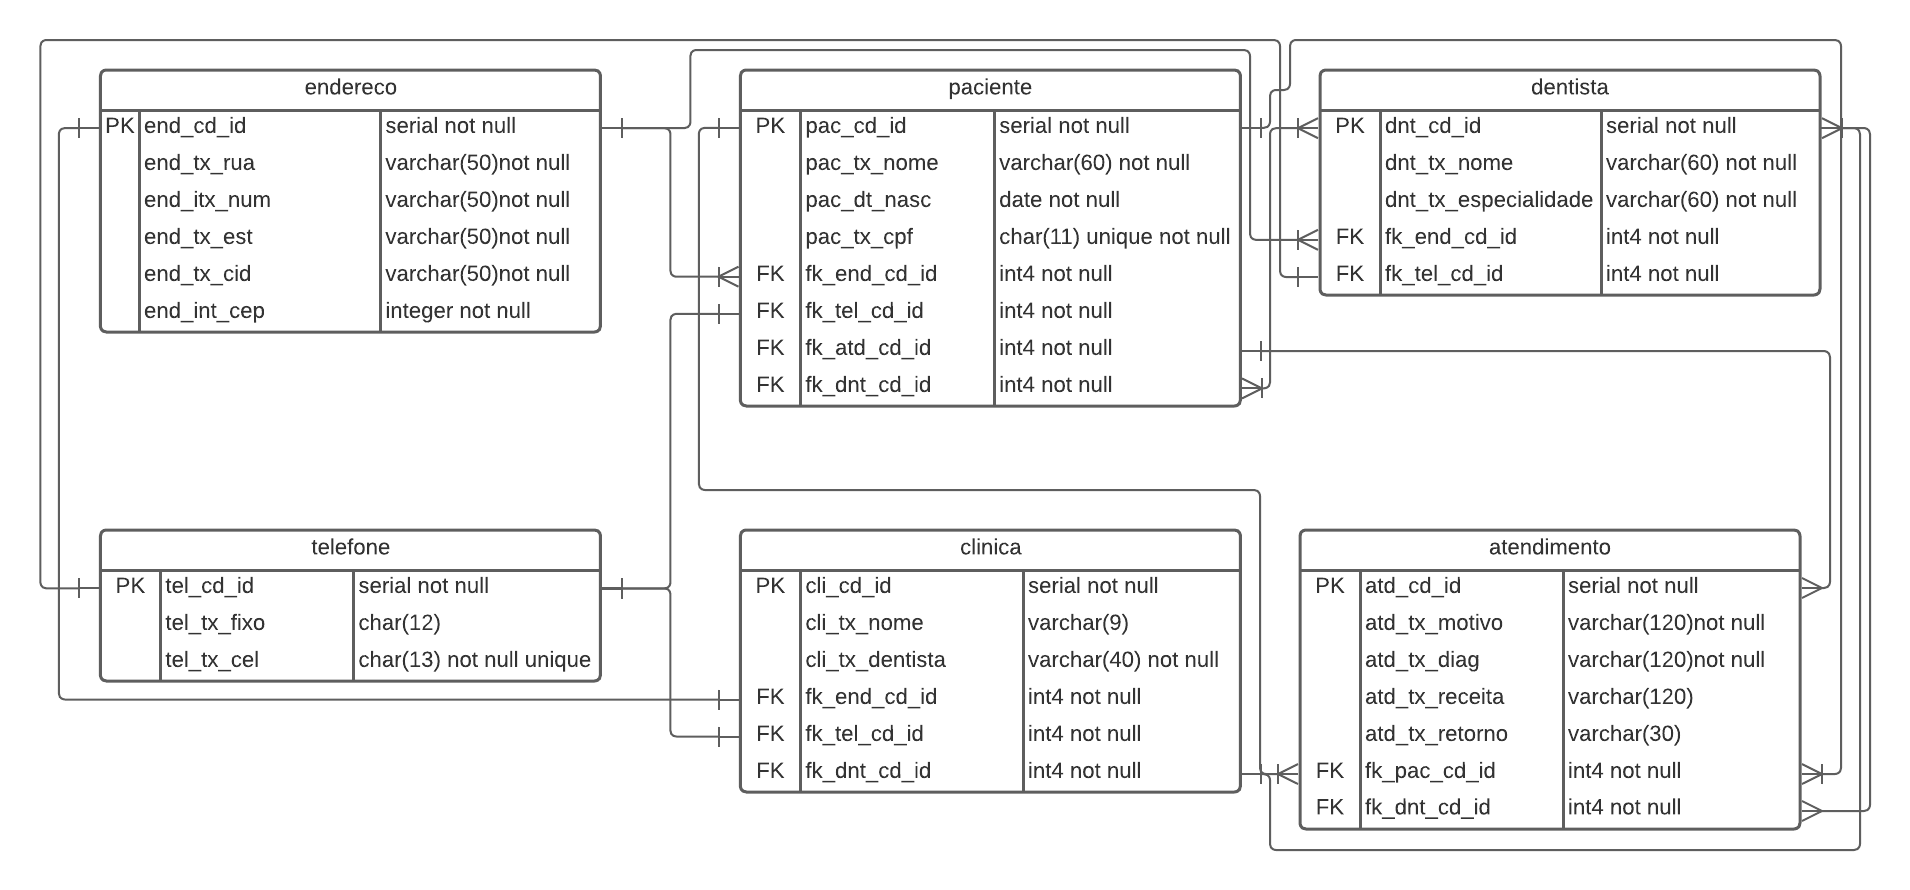 endereco
PK end_cd_id serial not null
end_tx_rua varchar(50)not null
end_itx_num varchar(50)not null
end_tx_est varchar(50)not null
end_tx_cid varchar(50)not null
end_int_cep integer not null
paciente
PK pac_cd_id serial not null
pac_tx_nome varchar(60) not null
pac_dt_nasc date not null
pac_tx_cpf char(11) unique not null
FK fk_end_cd_id int4 not null
FK fk_tel_cd_id int4 not null
FK fk_atd_cd_id int4 not null
FK fk_dnt_cd_id int4 not null
dentista
PK dnt_cd_id serial not null
dnt_tx_nome varchar(60) not null
dnt_tx_especialidade varchar(60) not null
FK fk_end_cd_id int4 not null
FK fk_tel_cd_id int4 not null
telefone
PK tel_cd_id serial not null
tel_tx_fixo char(12)
tel_tx_cel char(13) not null unique
clinica
PK cli_cd_id serial not null
cli_tx_nome varchar(9)
cli_tx_dentista varchar(40) not null
FK fk_end_cd_id int4 not null
FK fk_tel_cd_id int4 not null
FK fk_dnt_cd_id int4 not null
atendimento
PK atd_cd_id serial not null
atd_tx_motivo varchar(120)not null
atd_tx_diag varchar(120)not null
atd_tx_receita varchar(120)
atd_tx_retorno varchar(30)
FK fk_pac_cd_id int4 not null
FK fk_dnt_cd_id int4 not null